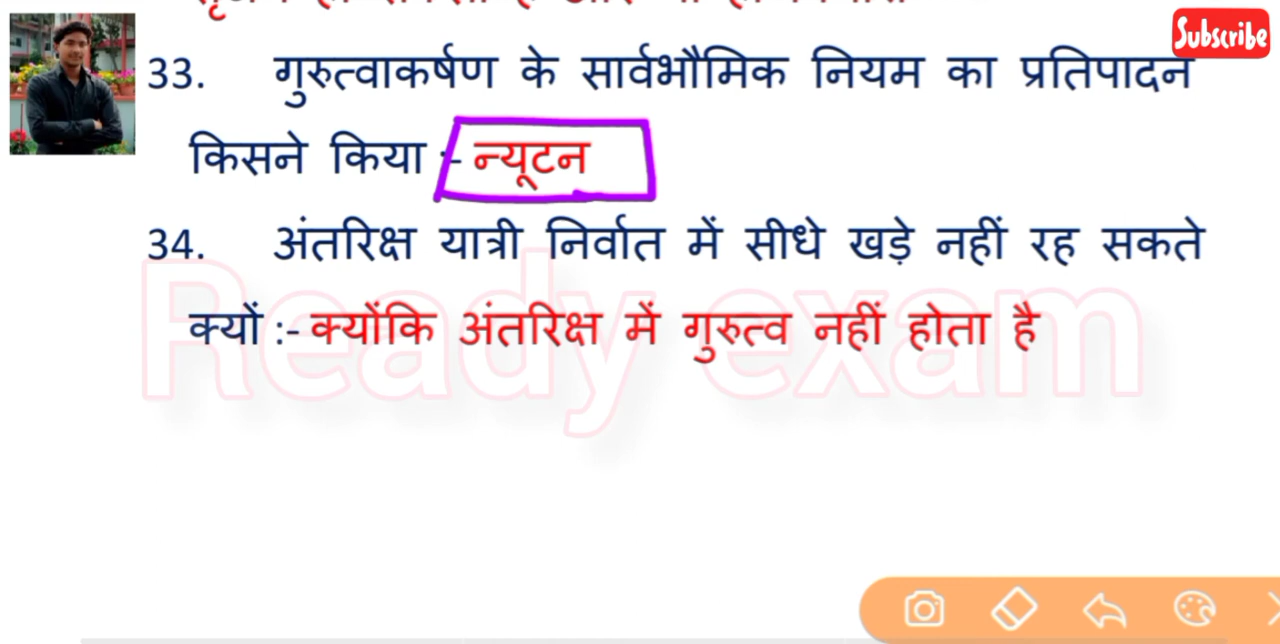 Subscribe
33. गुरुत्वाकर्षण के सार्वभौमिक नियम का प्रतिपादन
किसने किया :- न्यूटन
34. अंतरिक्ष यात्री निर्वात में सीधे खड़े नहीं रह सकते
क्यों :- क्योंकि अंतरिक्ष में गुरुत्व नहीं होता है
Ready exam